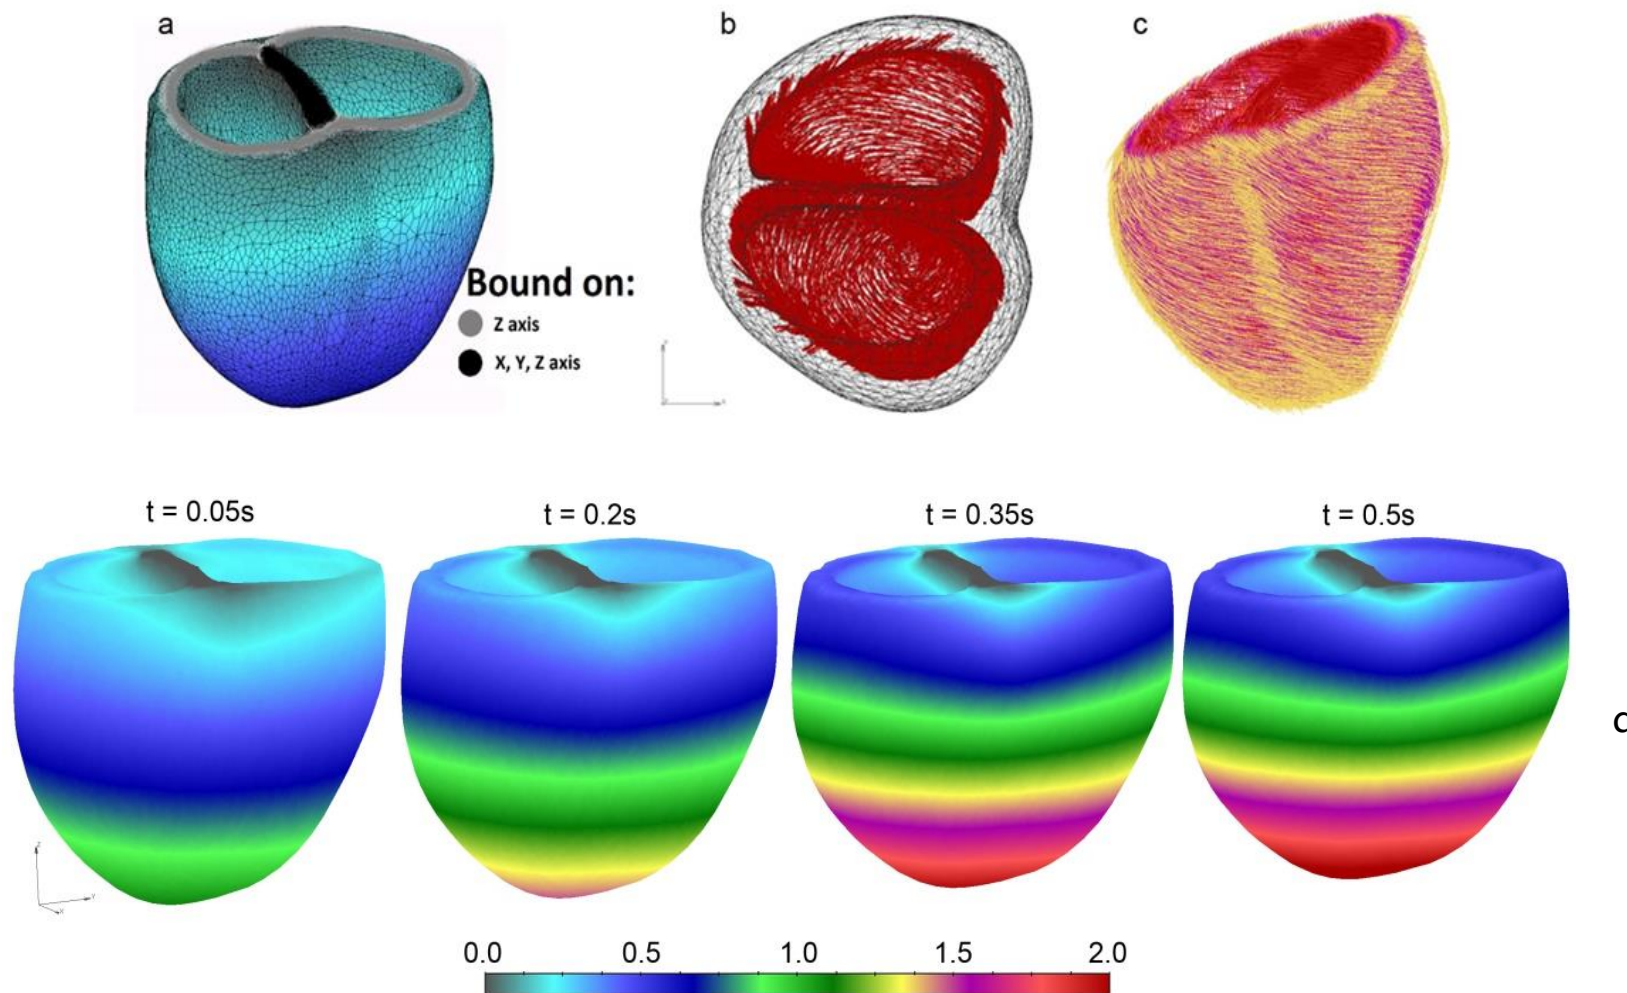 a
b
c
Bound on:
Z axis
X, Y, Z axis
t = 0.05s
t = 0.2s
t = 0.35s
t = 0.5s
0.0 0.5 1.0 1.5 2.0